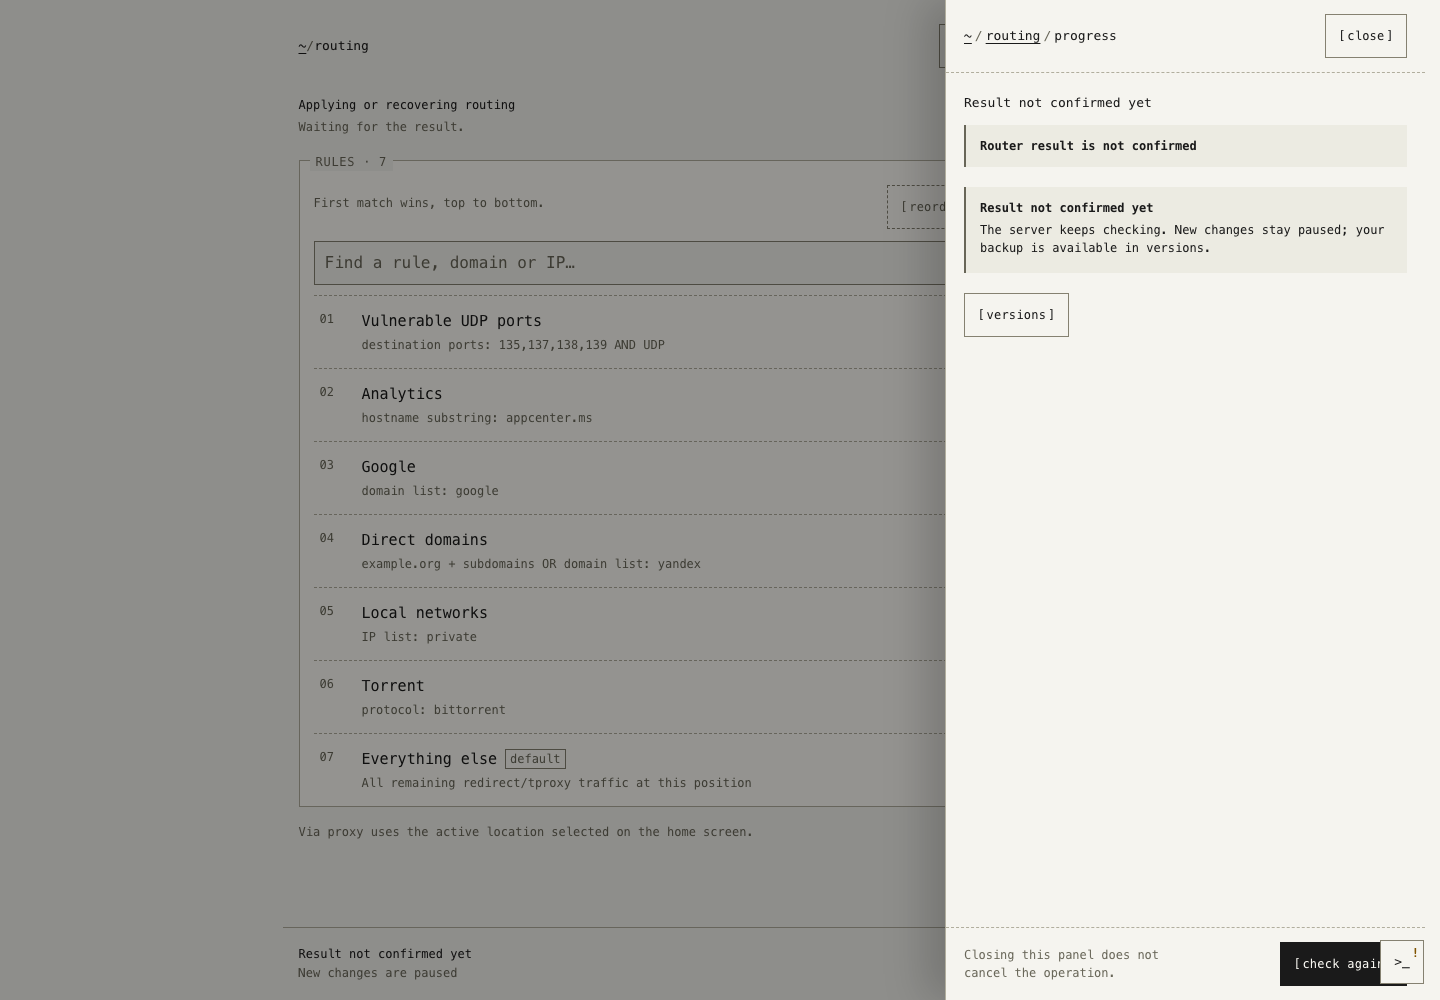 ~/routing
Applying or recovering routing
Waiting for the result.
RULES · 7
First match wins, top to bottom.
Find a rule, domain or IP…
01 Vulnerable UDP ports
destination ports: 135,137,138,139 AND UDP
02 Analytics
hostname substring: appcenter.ms
03 Google
domain list: google
04 Direct domains
example.org + subdomains OR domain list: yandex
05 Local networks
IP list: private
06 Torrent
protocol: bittorrent
07 Everything else default
All remaining redirect/tproxy traffic at this position
Via proxy uses the active location selected on the home screen.
Result not confirmed yet
New changes are paused
~ / routing / progress
[close]
Result not confirmed yet
Router result is not confirmed
Result not confirmed yet
The server keeps checking. New changes stay paused; your
backup is available in versions.
[versions]
Closing this panel does not
cancel the operation.
[check again
>_ !